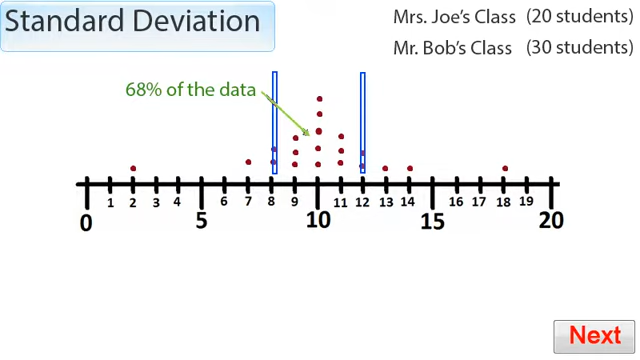 Standard Deviation
Mrs. Joe's Class (20 students)
Mr. Bob's Class (30 students)
68% of the data
0 1 2 3 4 5 6 7 8 9 10 11 12 13 14 15 16 17 18 19 20
Next